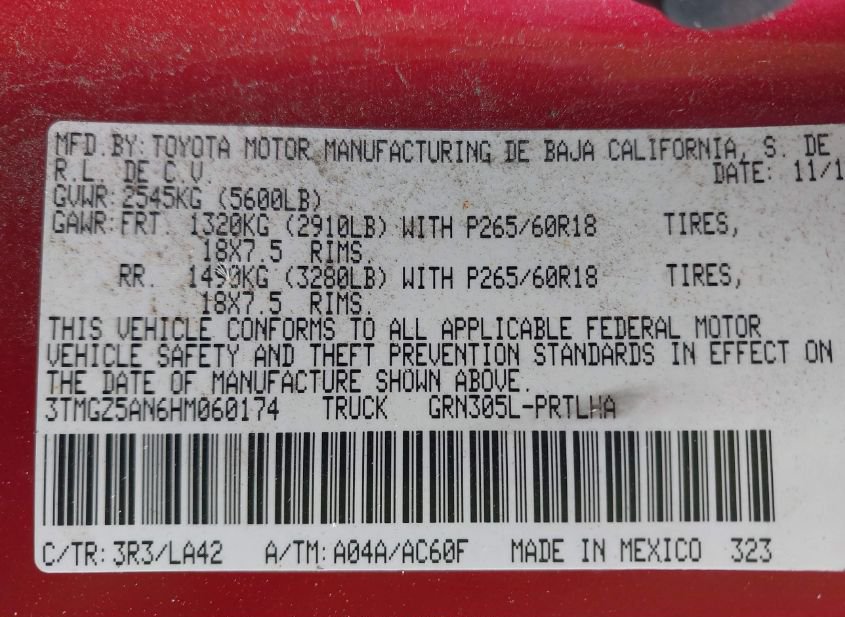 MFD.BY: TOYOTA MOTOR MANUFACTURING DE BAJA CALIFORNIA, S. DE
R.L. DE C.V. DATE: 11/1
GVWR: 2545KG (5600LB)
GAWR: FRT. 1320KG (2910LB) WITH P265/60R18 TIRES,
18X7.5 RIMS.
RR. 1490KG (3280LB) WITH P265/60R18 TIRES,
18X7.5 RIMS.
THIS VEHICLE CONFORMS TO ALL APPLICABLE FEDERAL MOTOR
VEHICLE SAFETY AND THEFT PREVENTION STANDARDS IN EFFECT ON
THE DATE OF MANUFACTURE SHOWN ABOVE.
3TMGZ5AN6HM060174 TRUCK GRN305L-PRTLHA
C/TR: 3R3/LA42 A/TM: A04A/AC60F MADE IN MEXICO 323